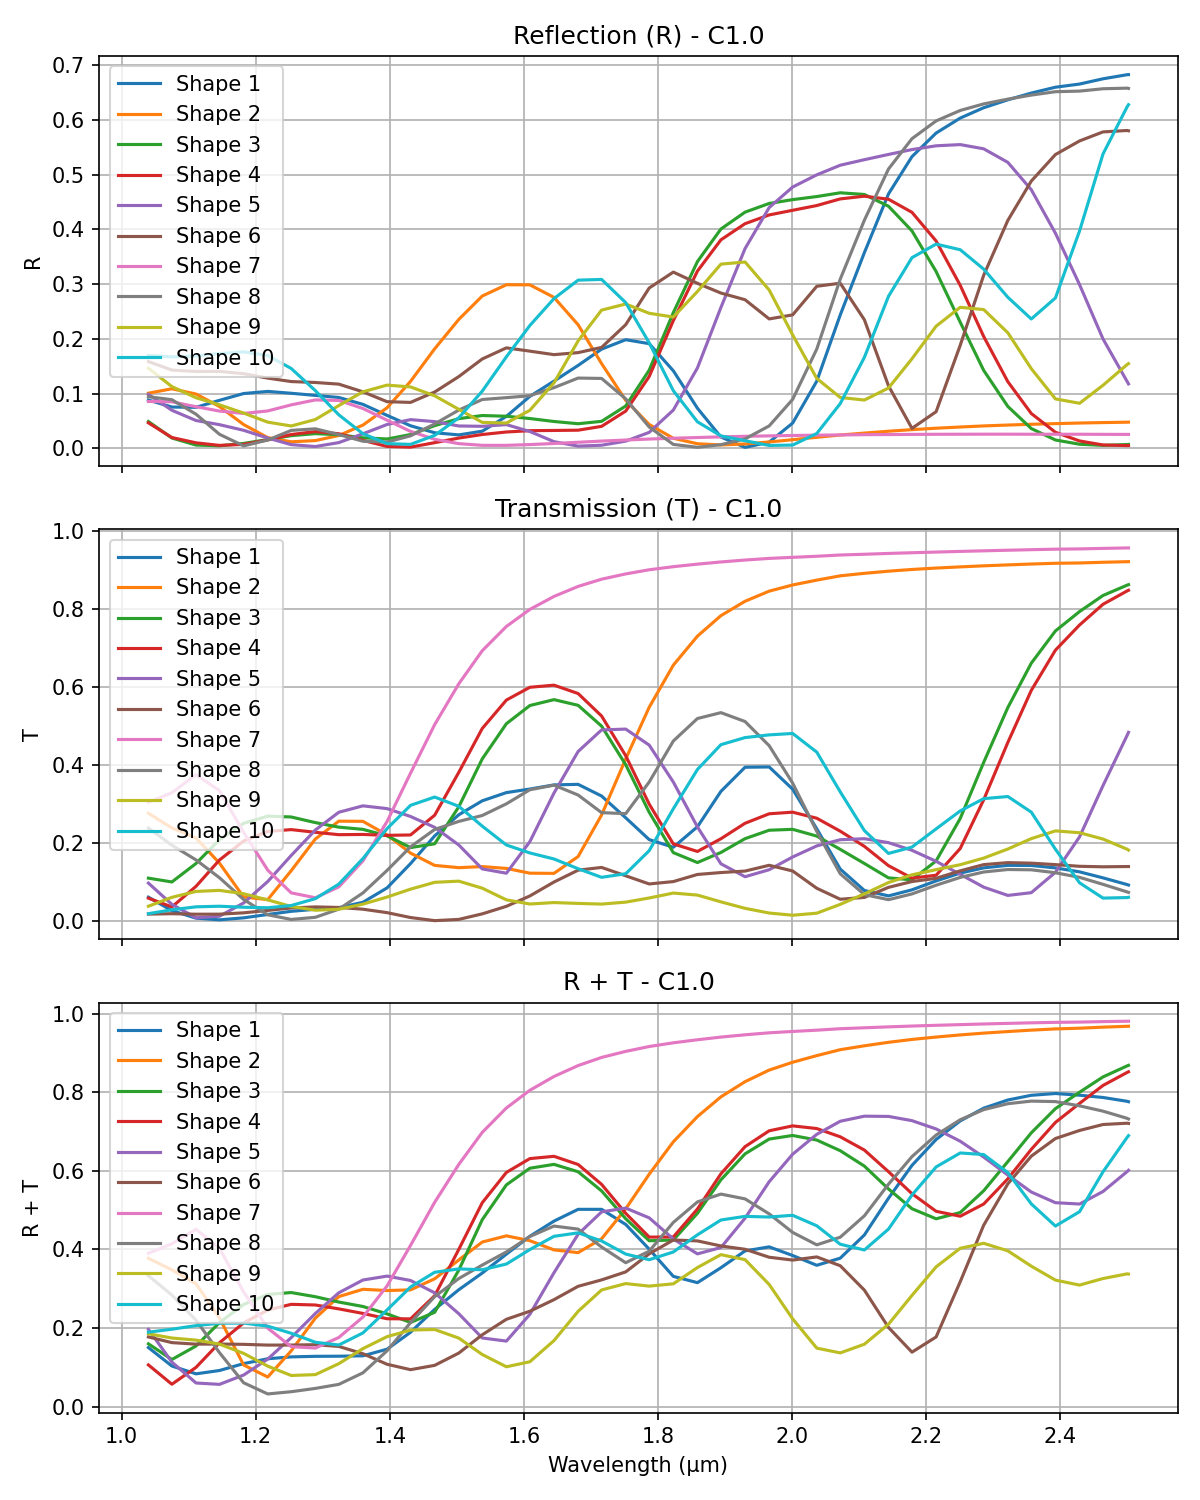 Reflection (R) - C1.0
0.7
0.6
0.5
0.4
0.3
0.2
0.1
0.0
R
Shape 1
Shape 2
Shape 3
Shape 4
Shape 5
Shape 6
Shape 7
Shape 8
Shape 9
Shape 10
Transmission (T) - C1.0
1.0
0.8
0.6
0.4
0.2
0.0
T
Shape 1
Shape 2
Shape 3
Shape 4
Shape 5
Shape 6
Shape 7
Shape 8
Shape 9
Shape 10
R + T - C1.0
1.0
0.8
0.6
0.4
0.2
0.0
R + T
Shape 1
Shape 2
Shape 3
Shape 4
Shape 5
Shape 6
Shape 7
Shape 8
Shape 9
Shape 10
1.0 1.2 1.4 1.6 1.8 2.0 2.2 2.4
Wavelength (μm)